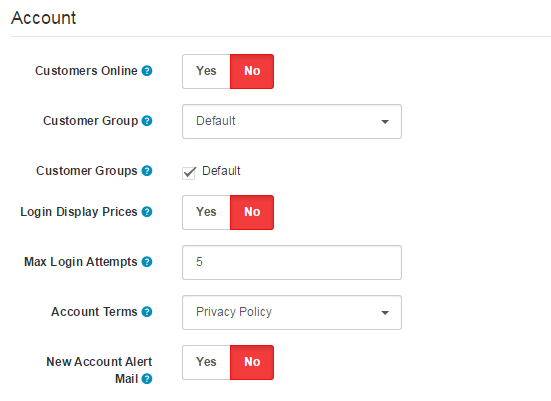 Account
Customers Online ? Yes No
Customer Group ? Default
Customer Groups ? Default
Login Display Prices ? Yes No
Max Login Attempts ? 5
Account Terms ? Privacy Policy
New Account Alert
Mail ? Yes No